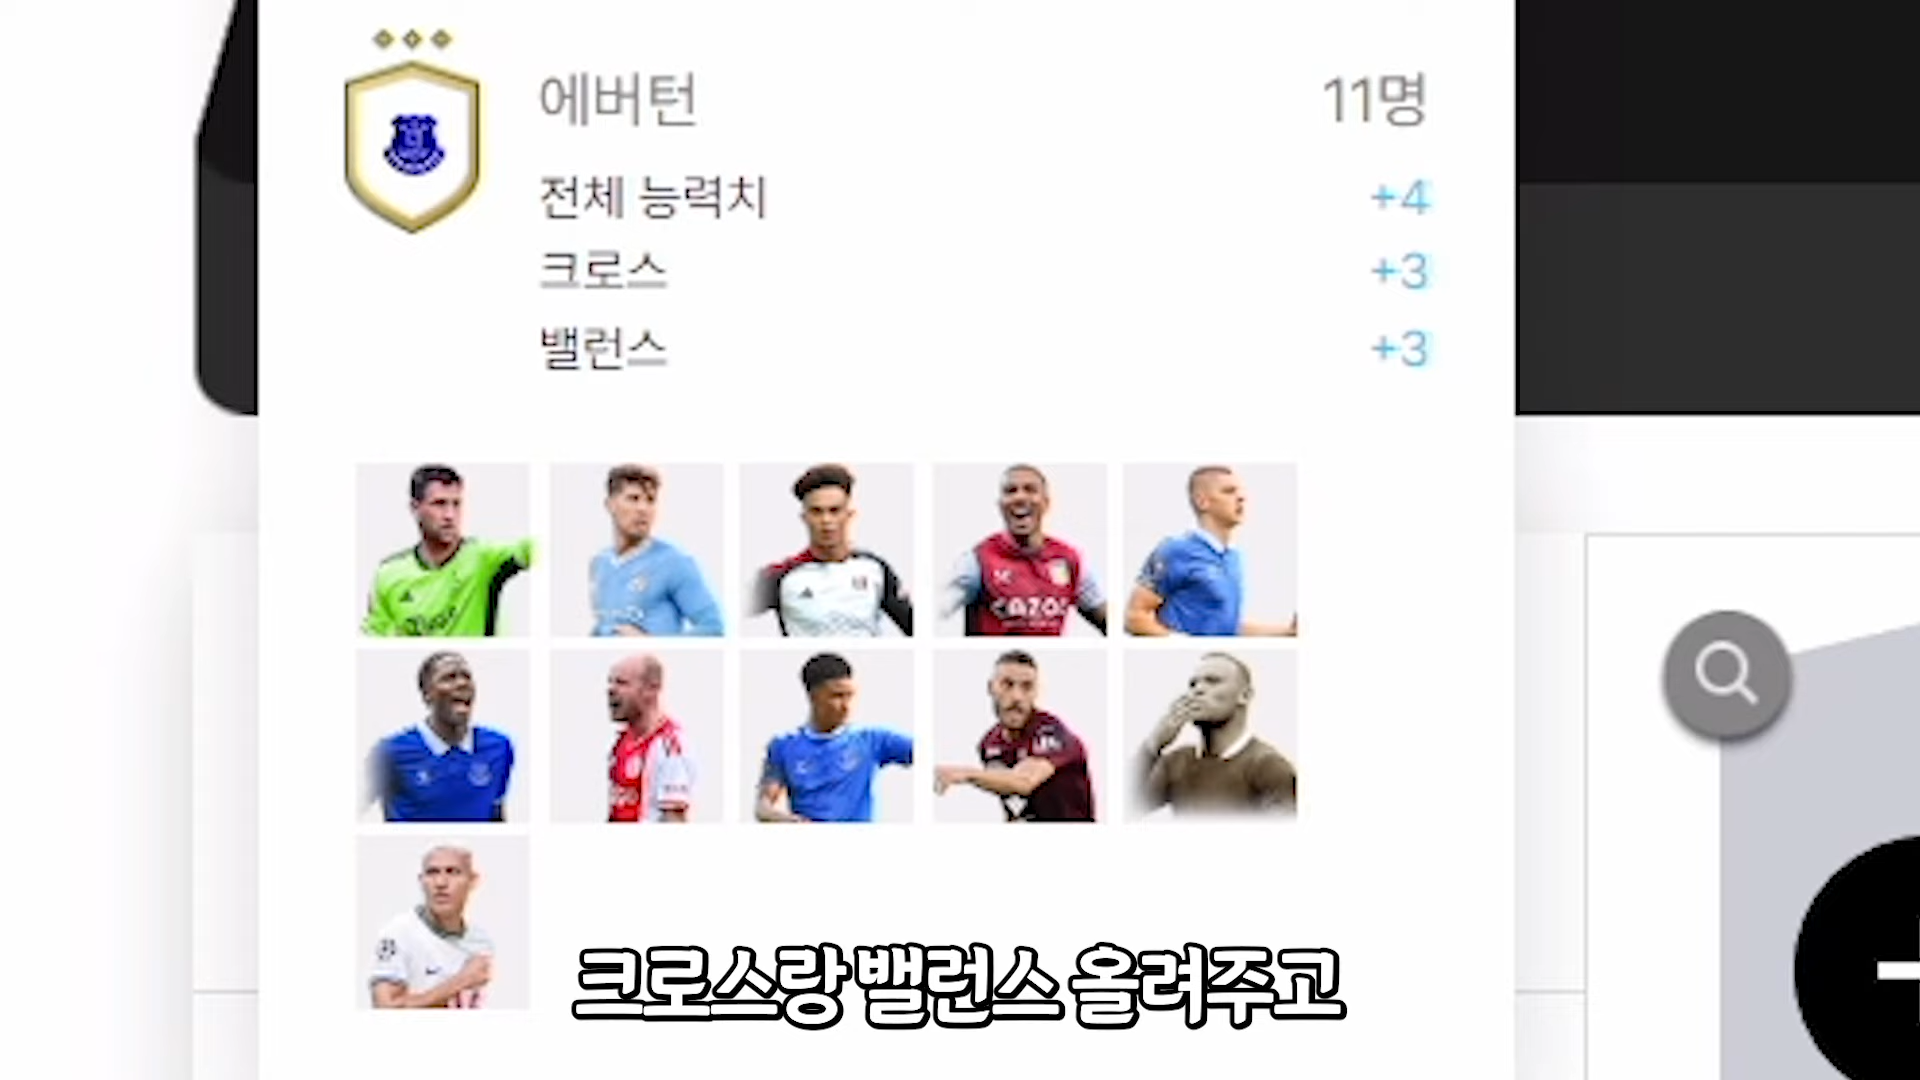 에버턴 11명
전체 능력치 +4
크로스 +3
밸런스 +3
CAZOO
크로스랑 밸런스 올려주고